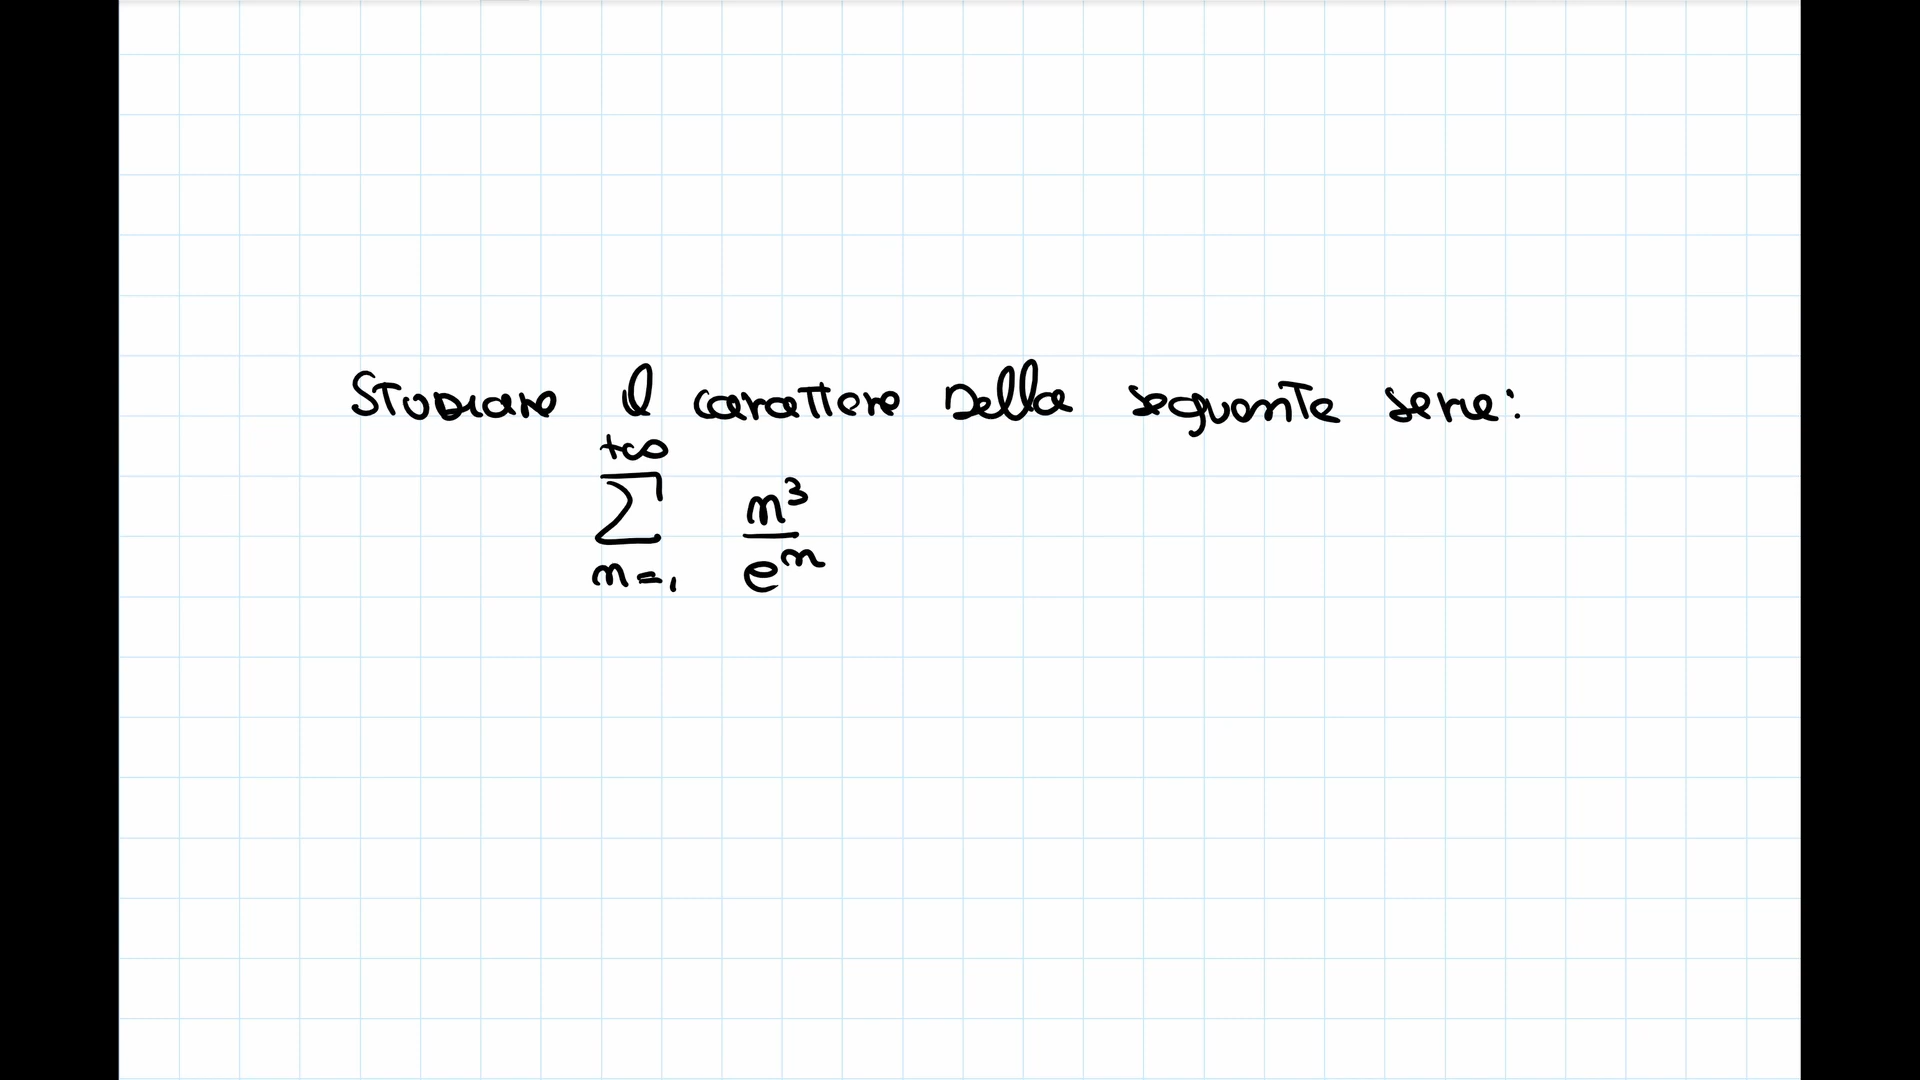 Studiare il carattere della seguente serie:
+∞
∑ n³/eⁿ
n=1